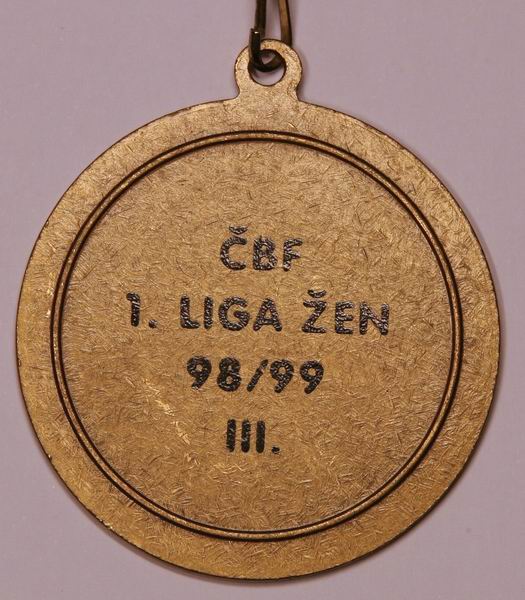 ČBF
1. LIGA ŽEN
98/99
III.